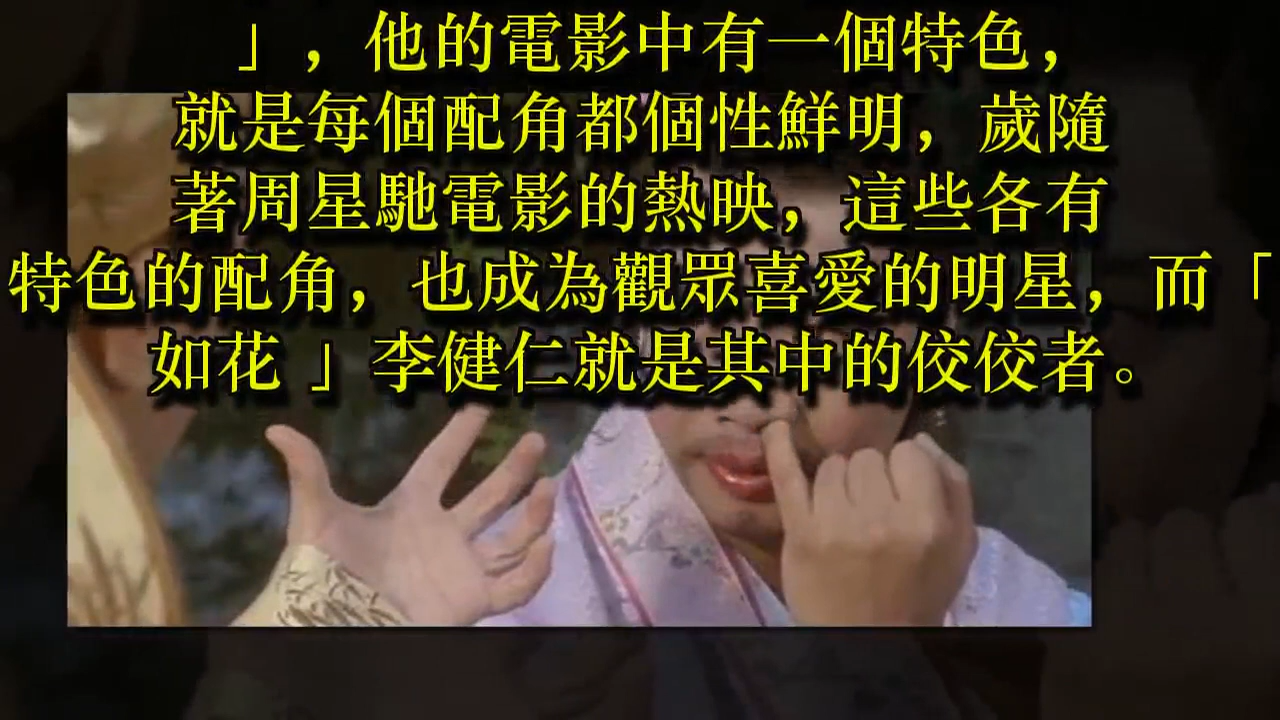 」，他的電影中有一個特色，
就是每個配角都個性鮮明，歲隨
著周星馳電影的熱映，這些各有
特色的配角，也成為觀眾喜愛的明星，而「
如花 」李健仁就是其中的佼佼者。